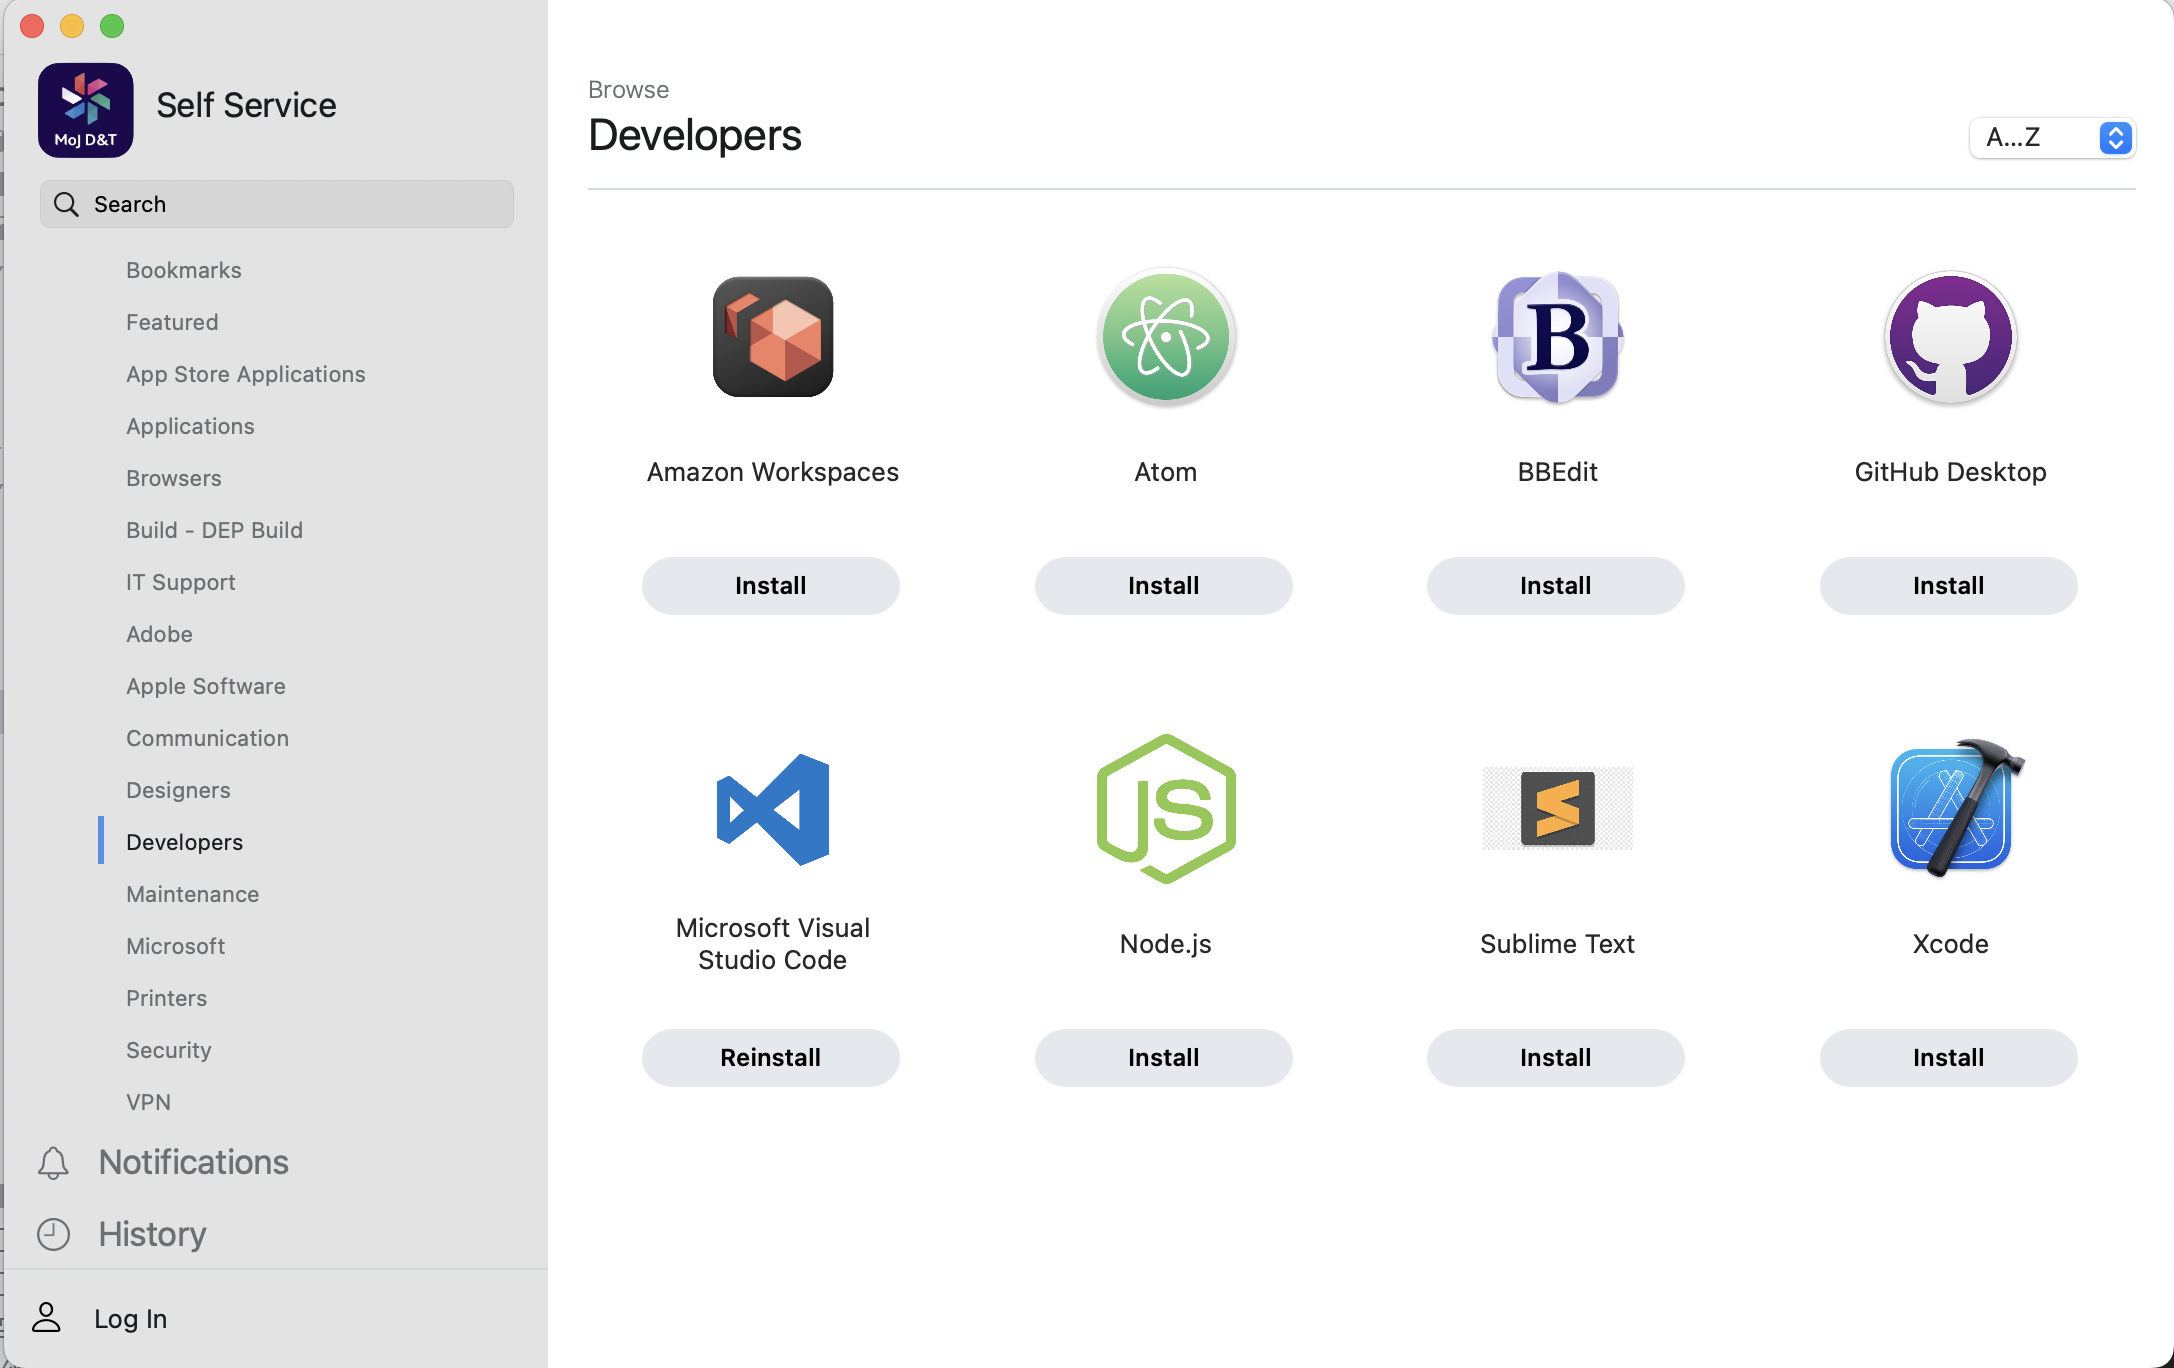 MoJ D&T
Self Service
Search
Bookmarks
Featured
App Store Applications
Applications
Browsers
Build - DEP Build
IT Support
Adobe
Apple Software
Communication
Designers
Developers
Maintenance
Microsoft
Printers
Security
VPN
Notifications
History
Log In
Browse
Developers
A...Z
B
Amazon Workspaces
Atom
BBEdit
GitHub Desktop
Install
Install
Install
Install
JS
Microsoft Visual
Studio Code
Node.js
Sublime Text
Xcode
Reinstall
Install
Install
Install